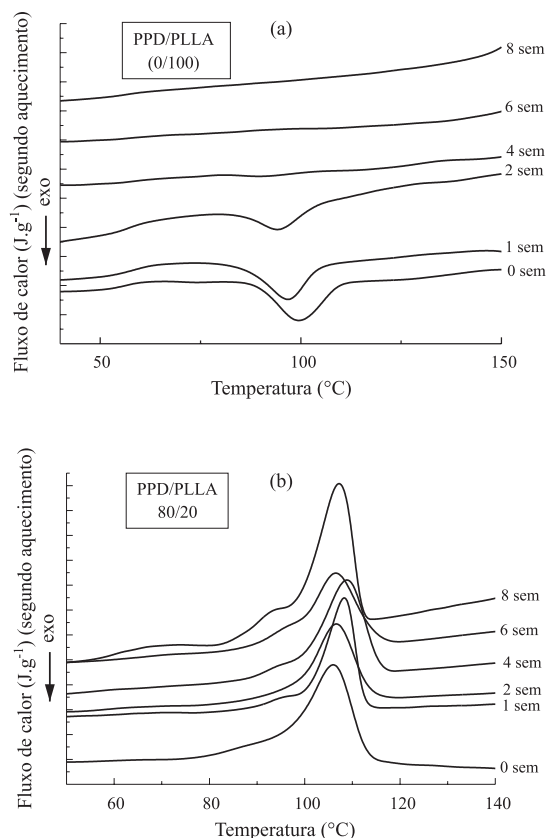 (a)
PPD/PLLA
(0/100)
Fluxo de calor (J.g⁻¹) (segundo aquecimento)
exo
8 sem
6 sem
4 sem
2 sem
1 sem
0 sem
50
100
150
Temperatura (°C)
(b)
PPD/PLLA
80/20
Fluxo de calor (J.g⁻¹) (segundo aquecimento)
exo
8 sem
6 sem
4 sem
2 sem
1 sem
0 sem
60
80
100
120
140
Temperatura (°C)